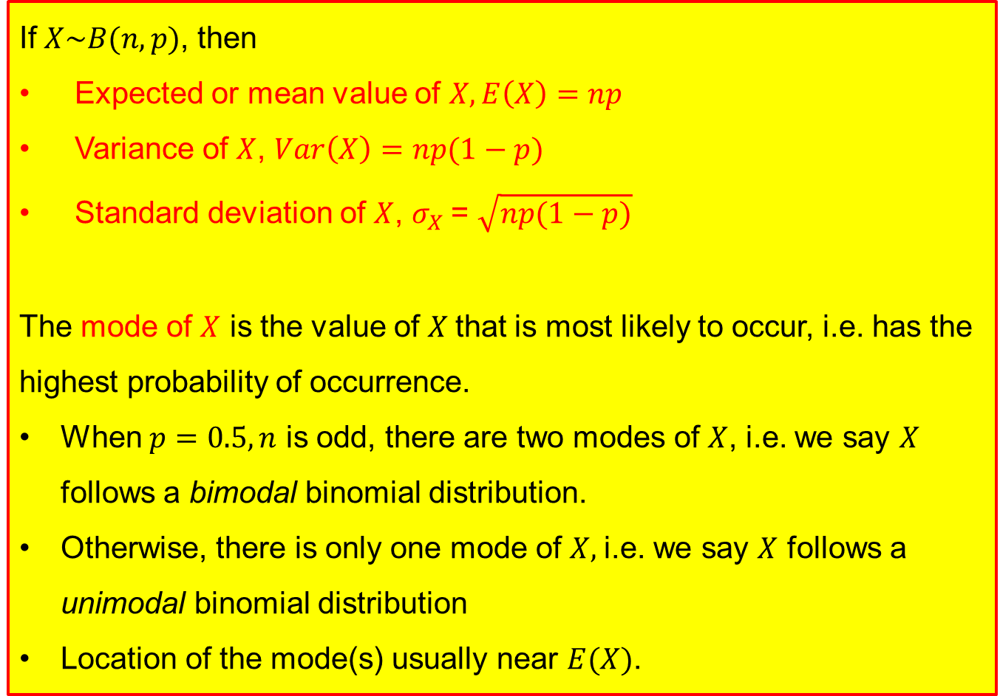 If 𝑋~𝐵(𝑛, 𝑝), then
• Expected or mean value of 𝑋, 𝐸(𝑋) = 𝑛𝑝
• Variance of 𝑋, 𝑉𝑎𝑟(𝑋) = 𝑛𝑝(1 − 𝑝)
• Standard deviation of 𝑋, 𝜎_𝑋 = √(𝑛𝑝(1 − 𝑝))
The mode of 𝑋 is the value of 𝑋 that is most likely to occur, i.e. has the
highest probability of occurrence.
• When 𝑝 = 0.5, 𝑛 is odd, there are two modes of 𝑋, i.e. we say 𝑋
follows a bimodal binomial distribution.
• Otherwise, there is only one mode of 𝑋, i.e. we say 𝑋 follows a
unimodal binomial distribution
• Location of the mode(s) usually near 𝐸(𝑋).